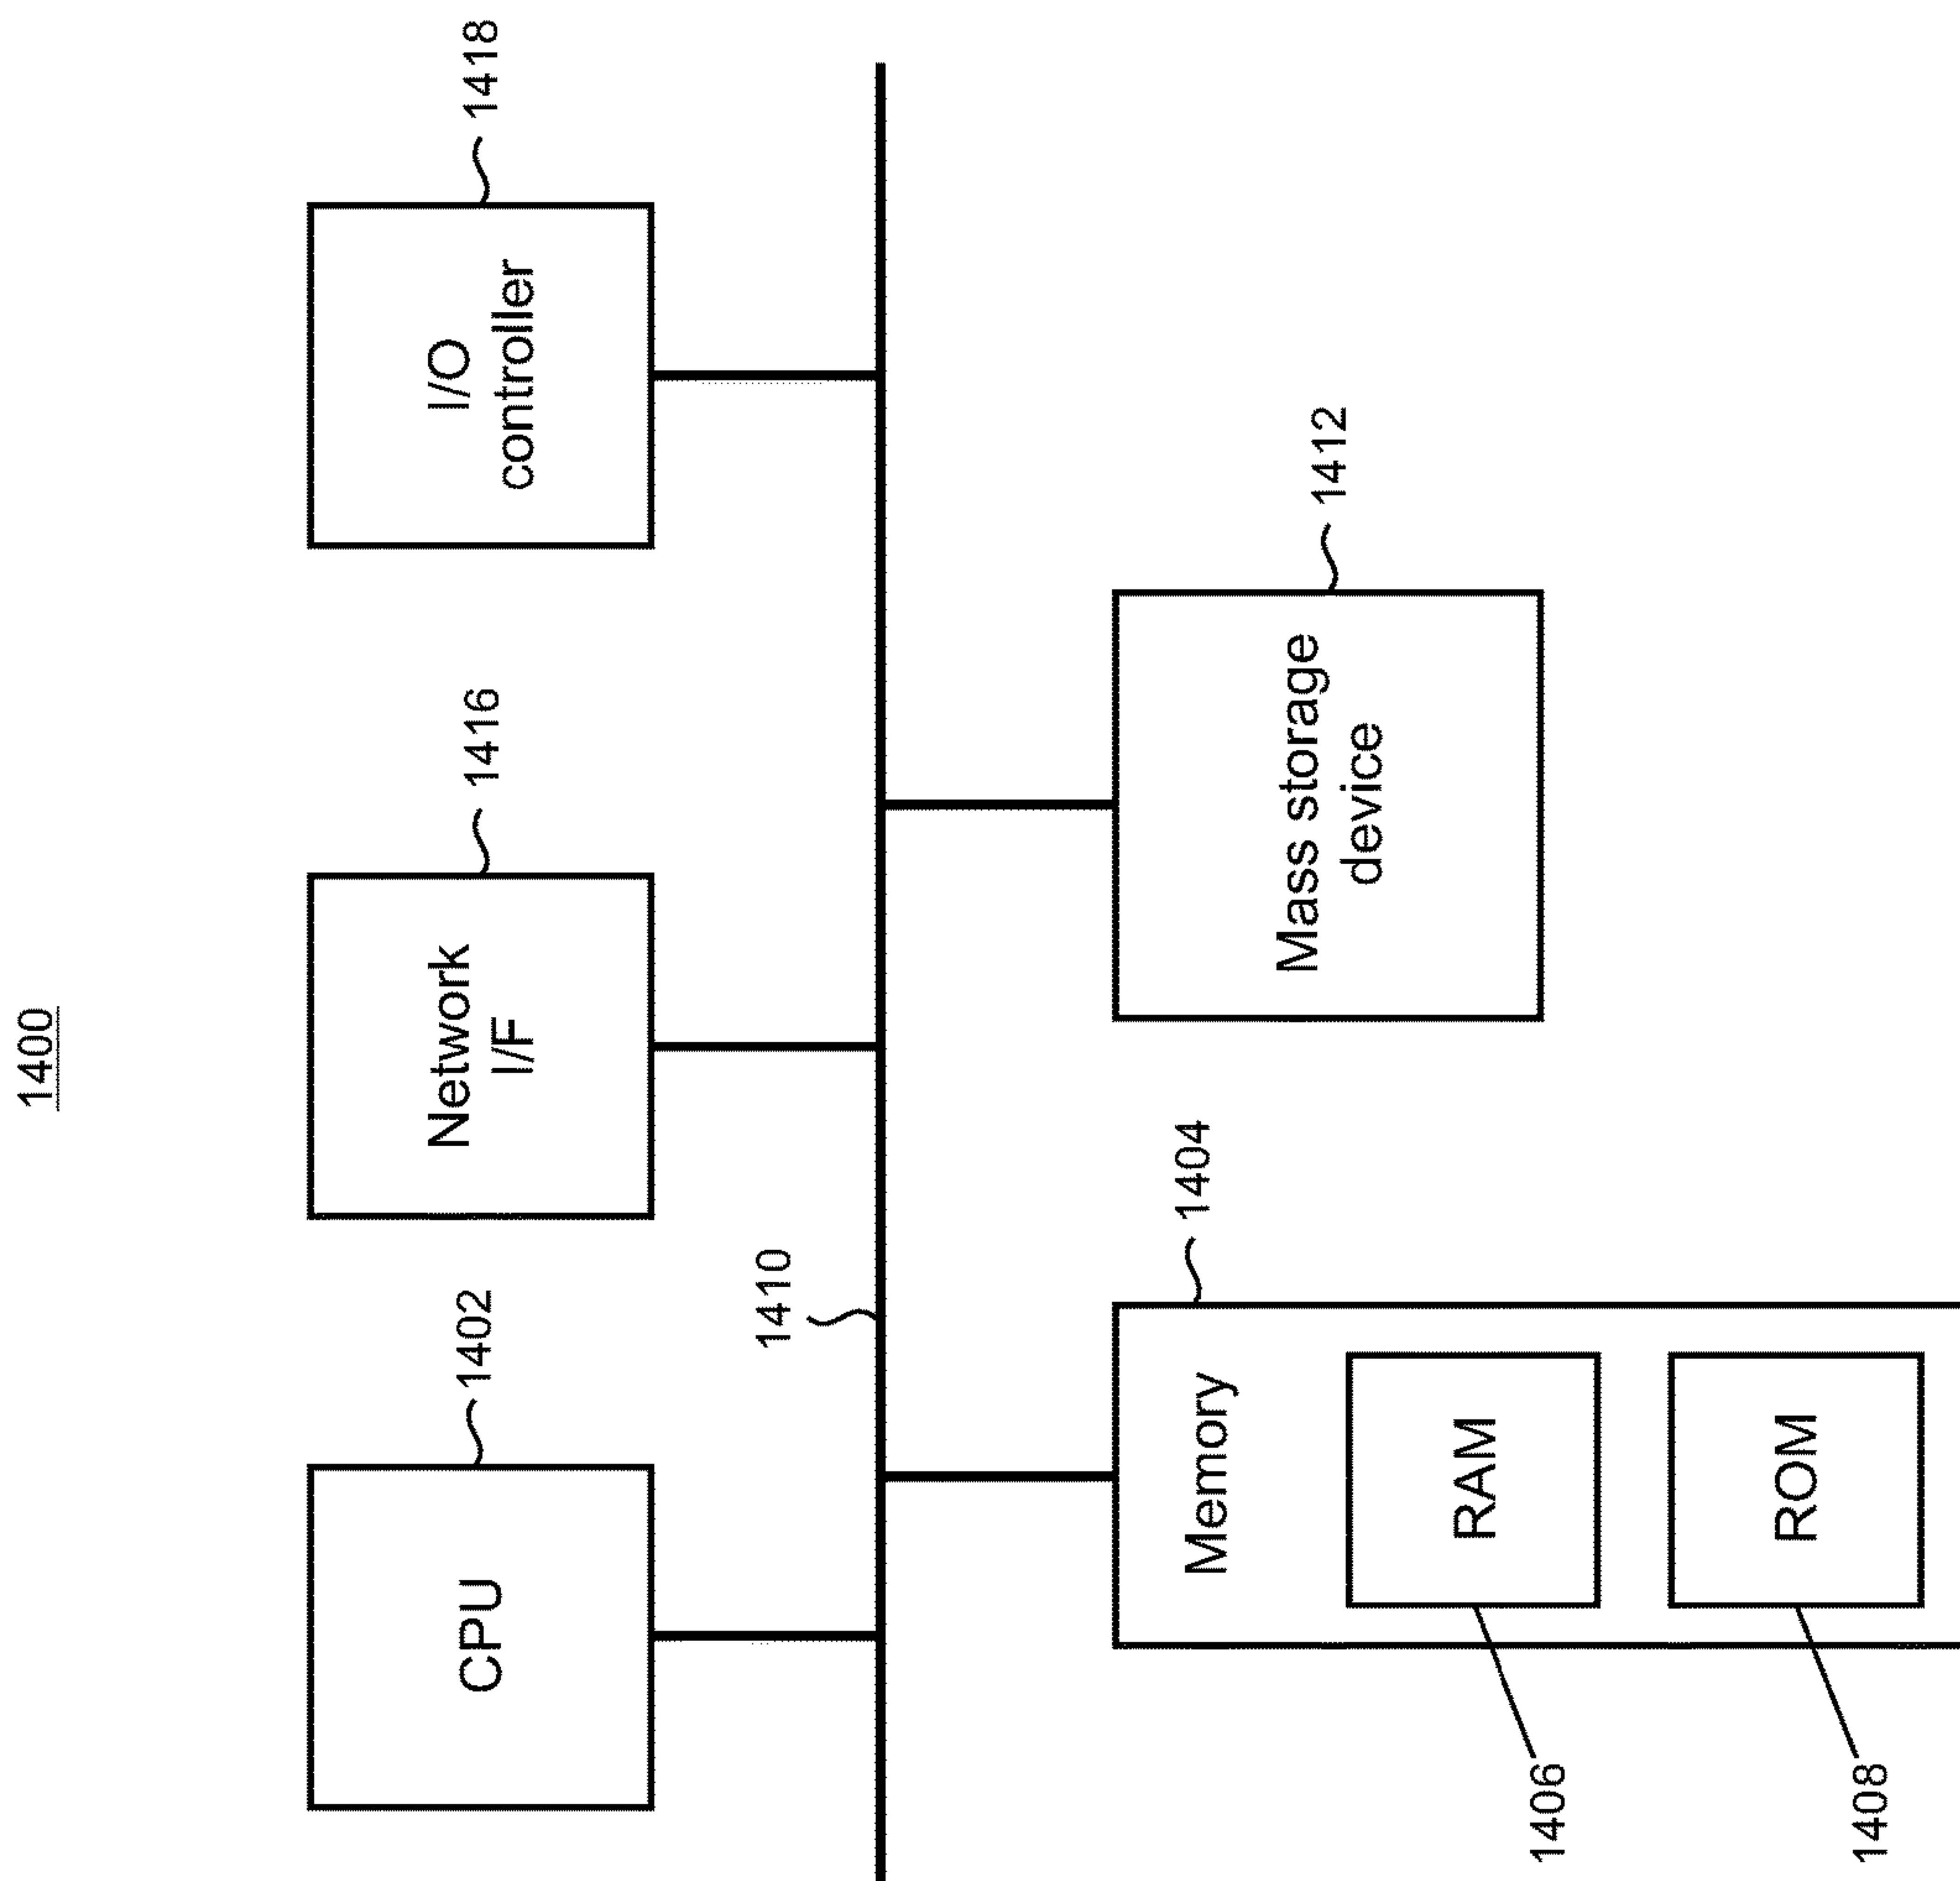 1400
1402
1416
1418
CPU
Network
I/F
I/O
controller
1410
1404
1412
Memory
Mass storage
device
RAM
1406
ROM
1408